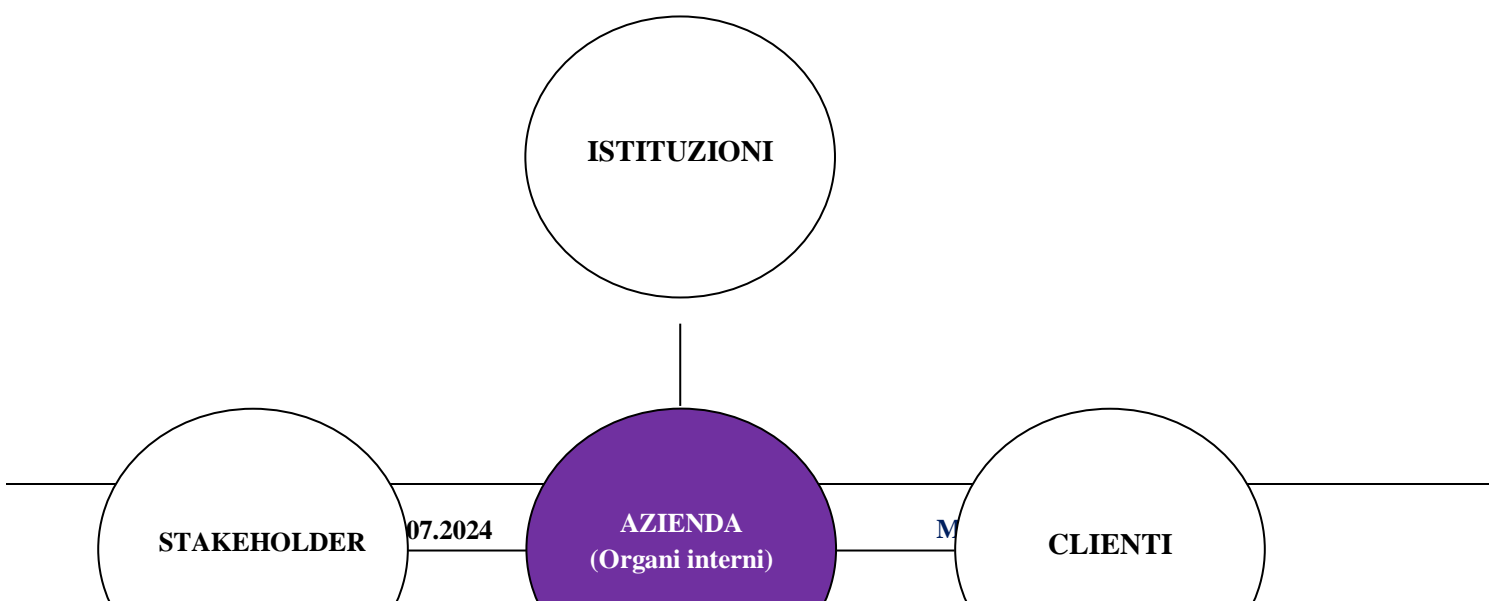 ISTITUZIONI
STAKEHOLDER
07.2024
AZIENDA
(Organi interni)
M
CLIENTI